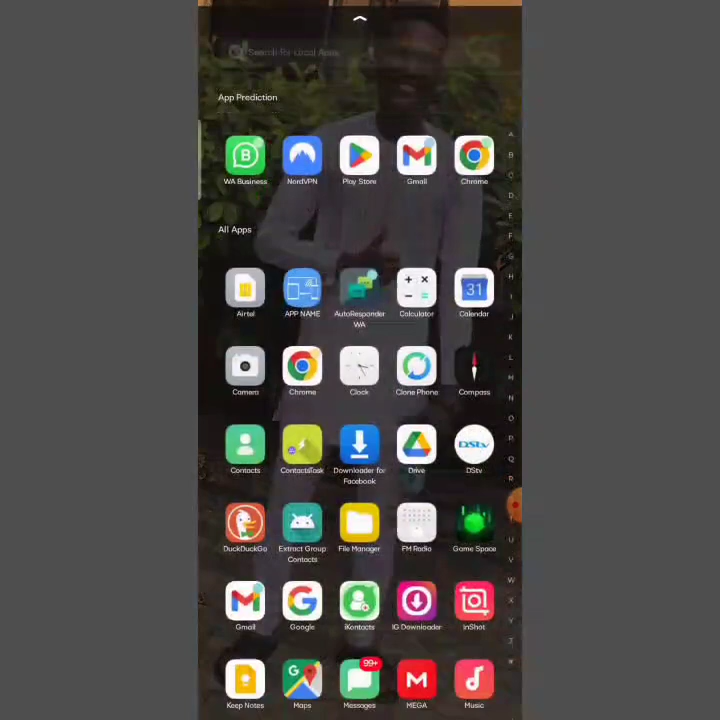 Search for Local Apps
App Prediction
WA Business NordVPN Play Store Gmail Chrome
All Apps
31
Airtel APP NAME AutoResponder WA Calculator Calendar
Camera Chrome Clock Clone Phone Compass
DStv
Contacts ContactsTask Downloader for Facebook Drive DStv
DuckDuckGo Extract Group Contacts File Manager FM Radio Game Space
Gmail Google iKontacts IG Downloader InShot
99+
Keep Notes Maps Messages MEGA Music
A
B
C
D
E
F
G
H
I
J
K
L
M
N
O
P
Q
R
U
V
W
X
Y
Z
#